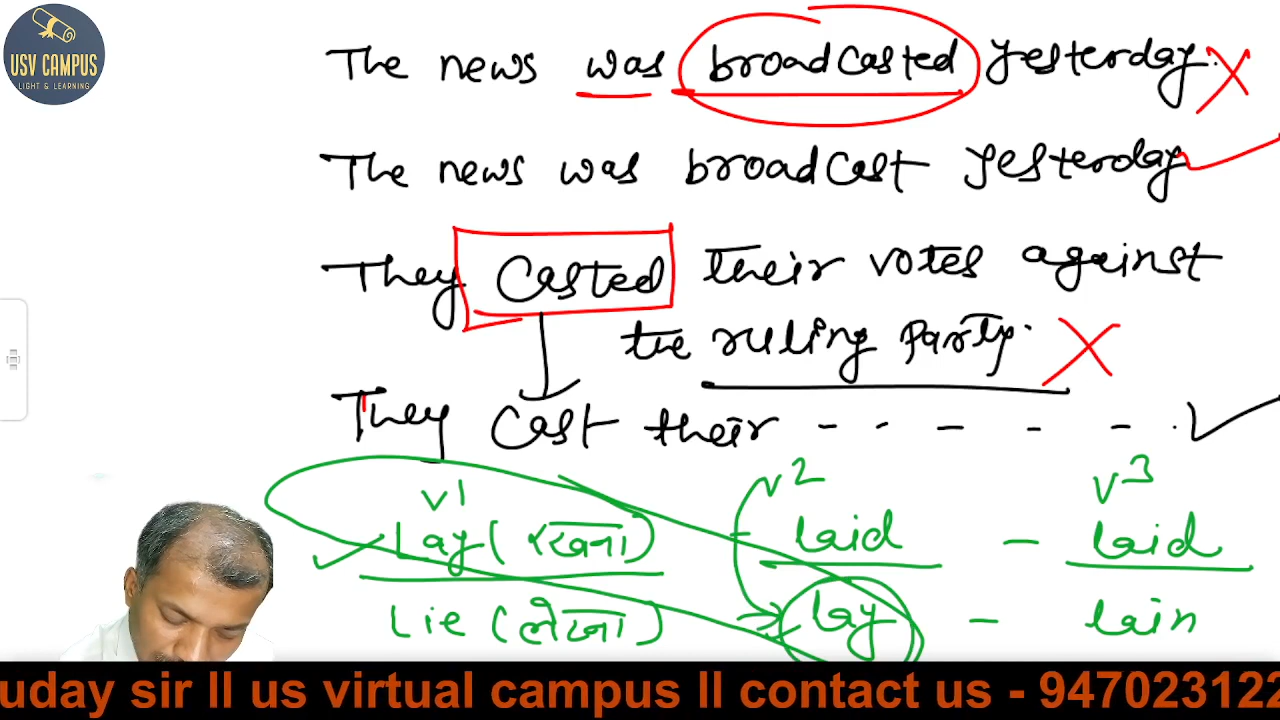 USV CAMPUS
LIGHT & LEARNING
The news was broadcasted yesterday.
The news was broadcast yesterday
They Casted their votes against
the ruling Party.
They Cast their - - - - - .
V1 V2 V3
Lay (रखना) - laid - laid
Lie (लेटना) - lay - lain
uday sir ll us virtual campus ll contact us - 947023122